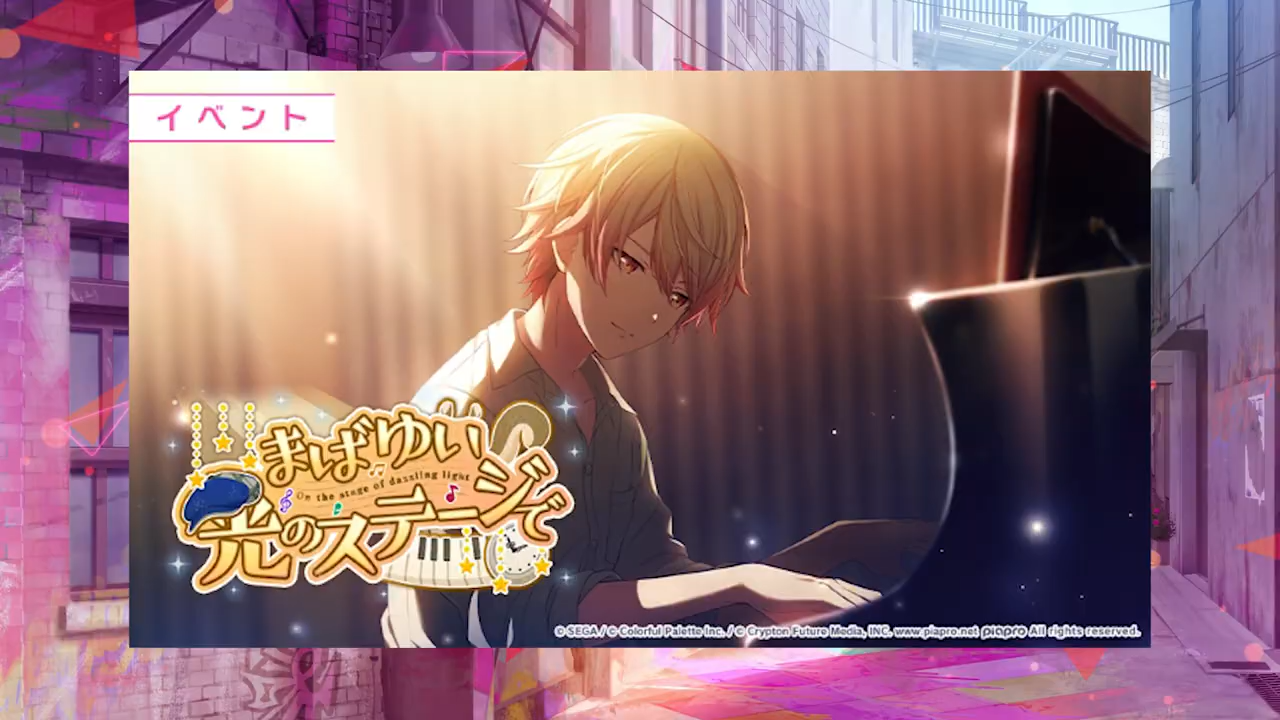 イベント
まばゆい
On the stage of dazzling light
光のステージで
© SEGA / © Colorful Palette Inc. / © Crypton Future Media, INC. www.piapro.net piapro All rights reserved.